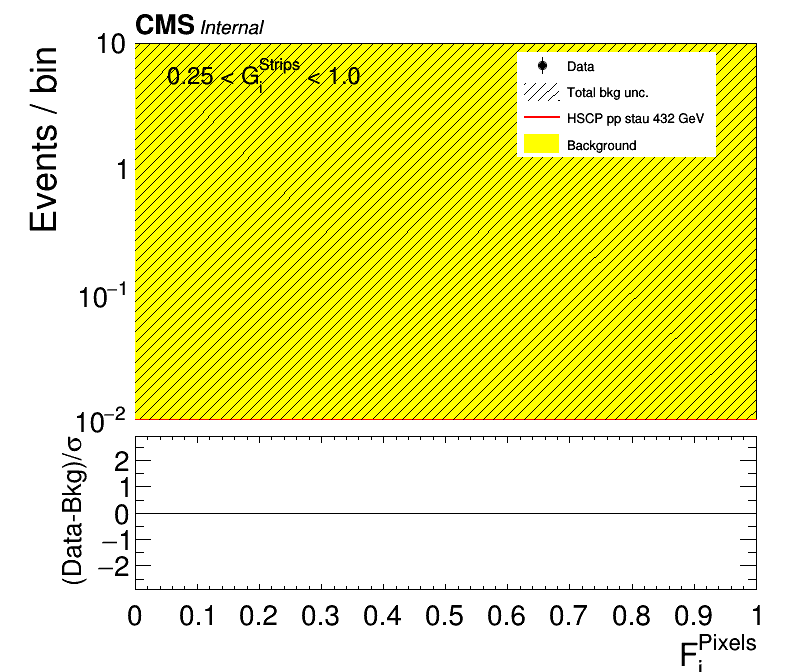 CMS Internal
10
0.25 < G_i^Strips < 1.0
Data
Total bkg unc.
HSCP pp stau 432 GeV
Background
Events / bin
1
10^−1
10^−2
(Data-Bkg)/σ
2
1
0
−1
−2
0 0.1 0.2 0.3 0.4 0.5 0.6 0.7 0.8 0.9 1
F_i^Pixels